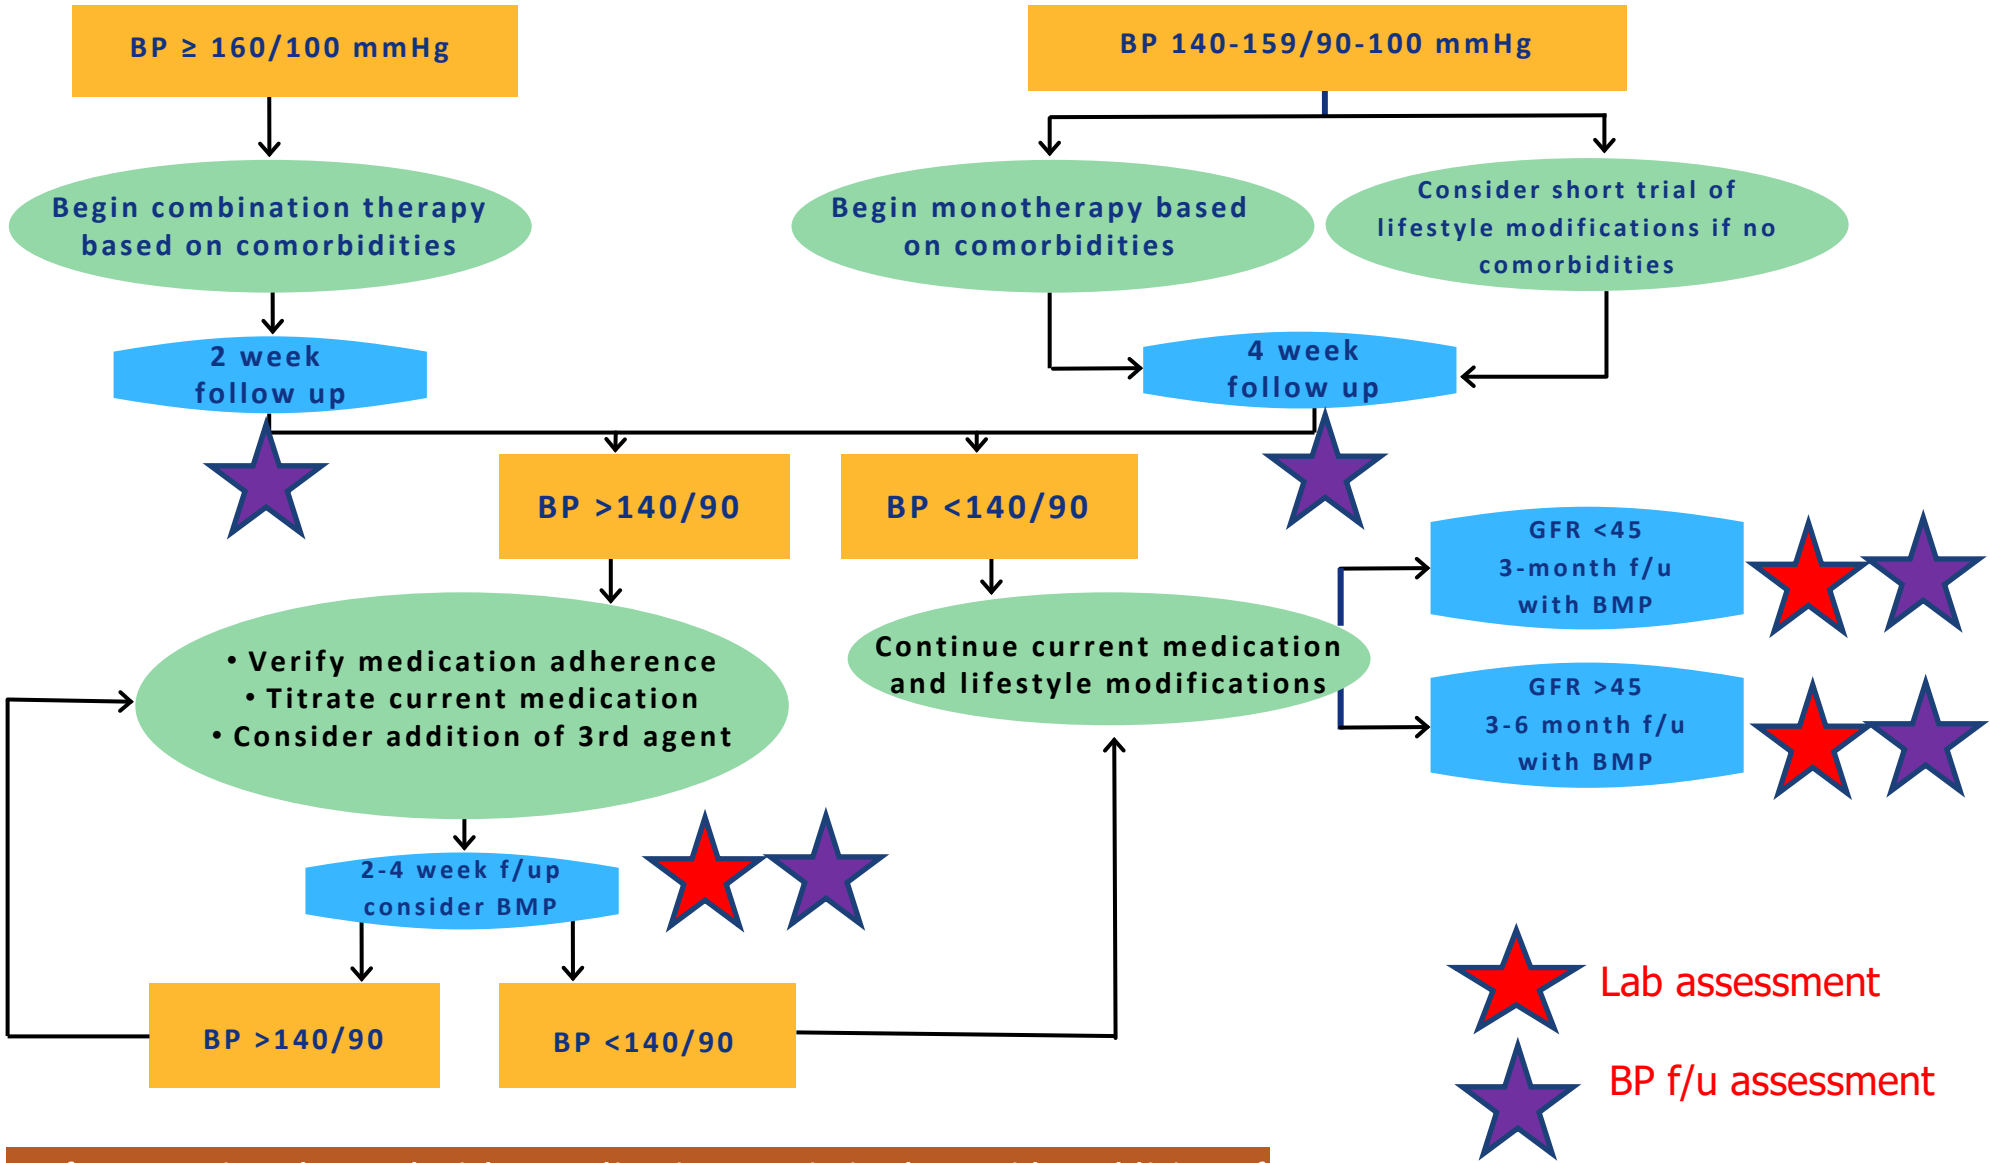 BP ≥ 160/100 mmHg
BP 140-159/90-100 mmHg
Begin combination therapy
based on comorbidities
Begin monotherapy based
on comorbidities
Consider short trial of
lifestyle modifications if no
comorbidities
2 week
follow up
4 week
follow up
BP >140/90
BP <140/90
GFR <45
3-month f/u
with BMP
• Verify medication adherence
• Titrate current medication
• Consider addition of 3rd agent
Continue current medication
and lifestyle modifications
GFR >45
3-6 month f/u
with BMP
2-4 week f/up
consider BMP
BP >140/90
BP <140/90
Lab assessment
BP f/u assessment